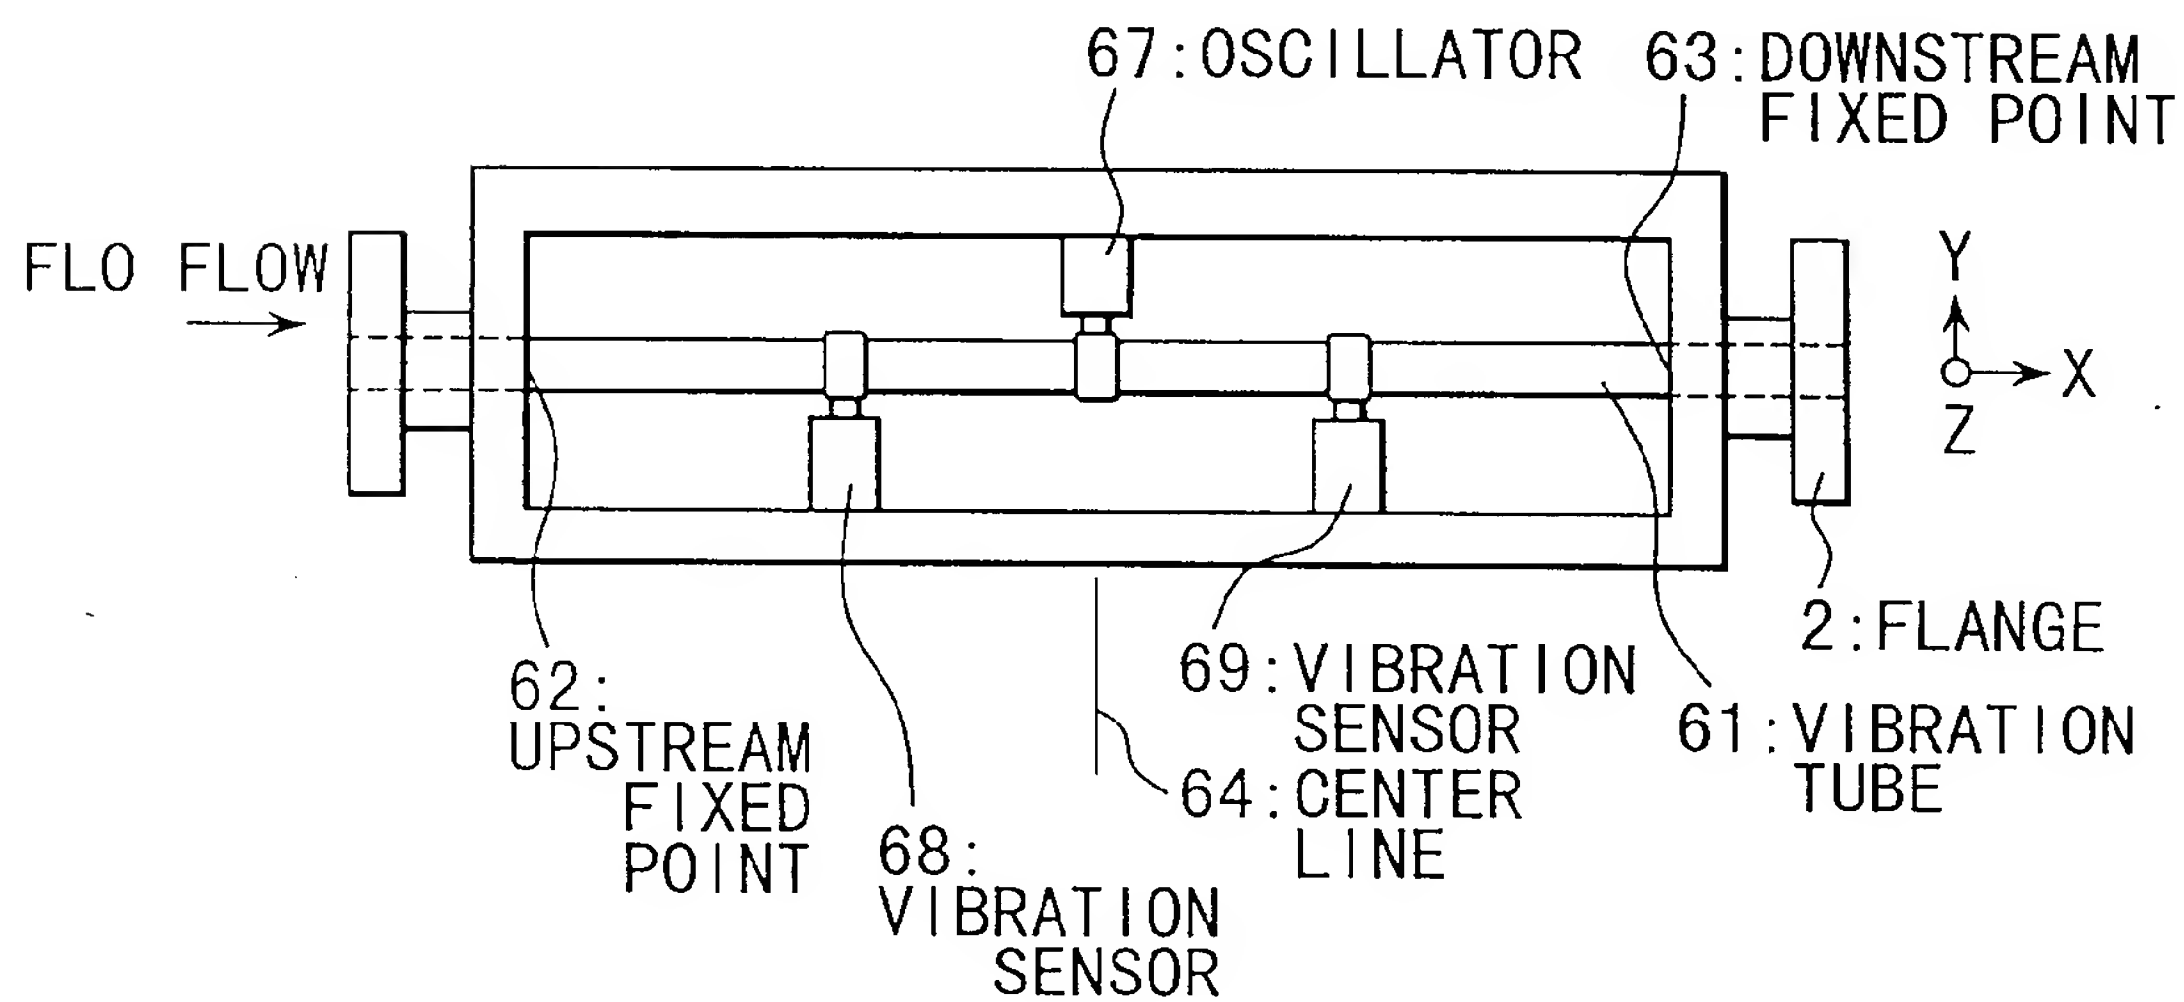 67:OSCILLATOR
63:DOWNSTREAM
FIXED POINT
FLO FLOW
Y
X
Z
2:FLANGE
69:VIBRATION
SENSOR
61:VIBRATION
TUBE
62:
UPSTREAM
FIXED
POINT
64:CENTER
LINE
68:
VIBRATION
SENSOR